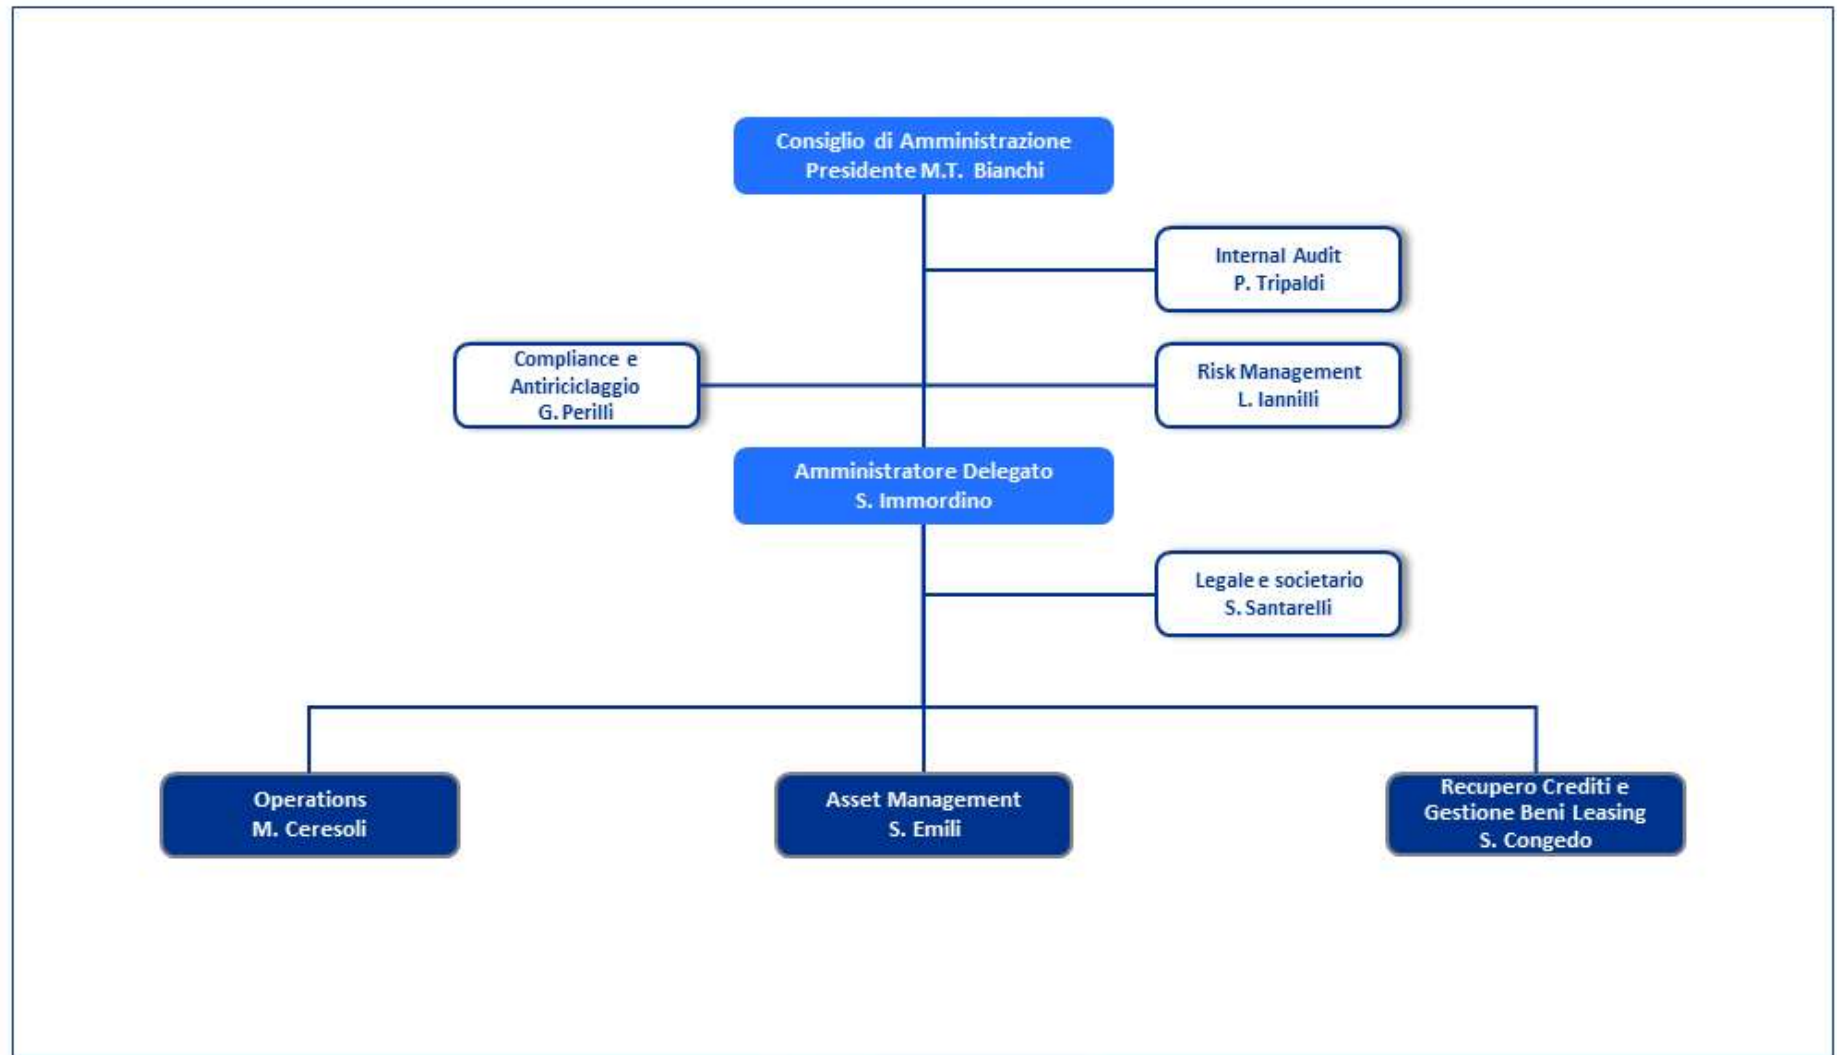 Consiglio di Amministrazione
Presidente M.T. Bianchi
Internal Audit
P. Tripaldi
Compliance e
Antiriciclaggio
G. Perilli
Risk Management
L. Iannilli
Amministratore Delegato
S. Immordino
Legale e societario
S. Santarelli
Operations
M. Ceresoli
Asset Management
S. Emili
Recupero Crediti e
Gestione Beni Leasing
S. Congedo